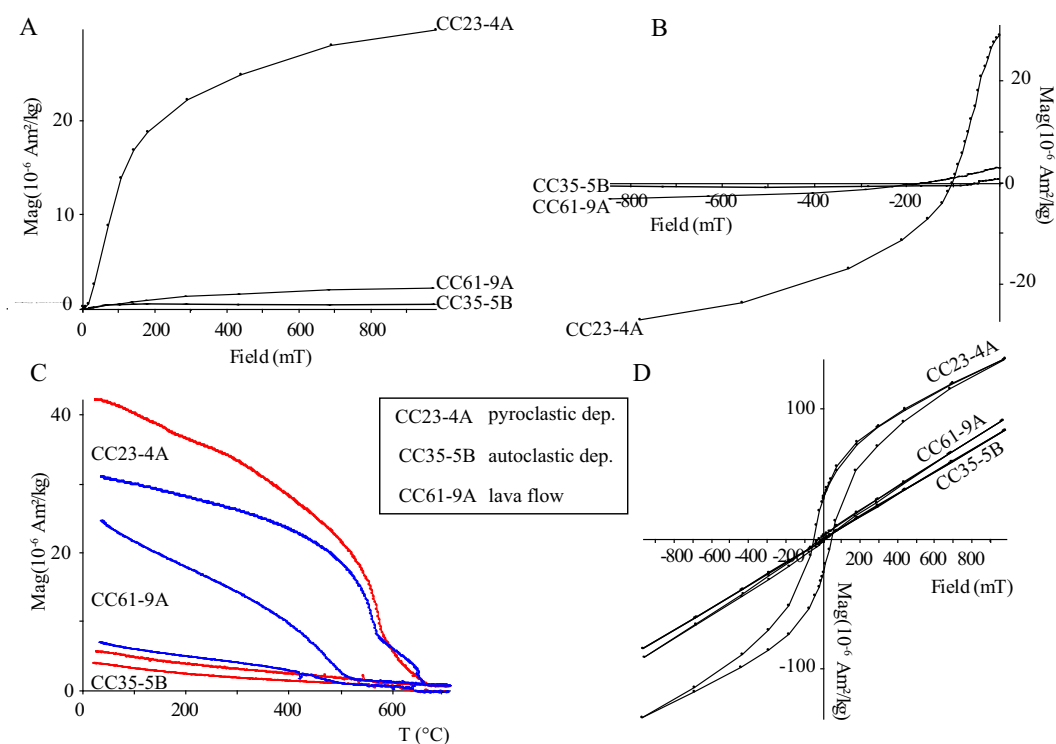 A
CC23-4A
Mag(10⁻⁶ Am²/kg)
20
10
0
CC61-9A
CC35-5B
0 200 400 600 800
Field (mT)
B
20
0
-20
Mag(10⁻⁶ Am²/kg)
CC35-5B
CC61-9A
-800 -600 -400 -200
Field (mT)
CC23-4A
C
40
20
0
Mag(10⁻⁶ Am²/kg)
CC23-4A
CC61-9A
CC35-5B
0 200 400 600
T (°C)
CC23-4A pyroclastic dep.
CC35-5B autoclastic dep.
CC61-9A lava flow
D
100
-100
CC23-4A
CC61-9A
CC35-5B
-800 -600 -400 -200 200 400 600 800
Field (mT)
Mag(10⁻⁶ Am²/kg)